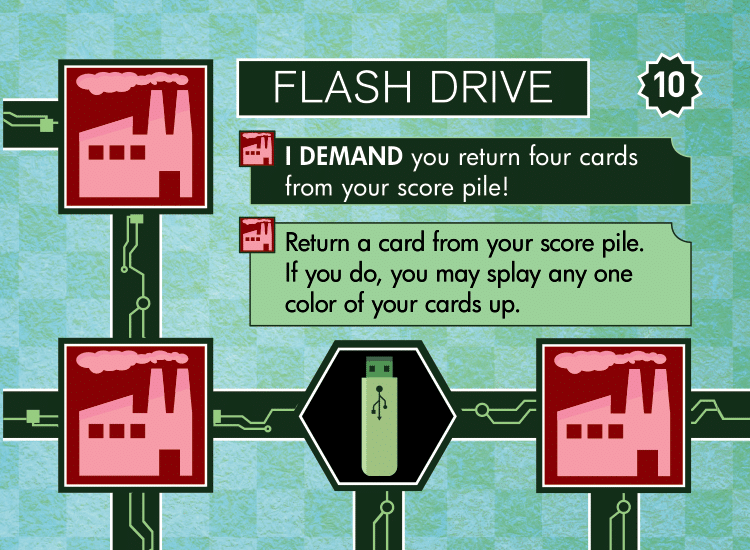 FLASH DRIVE
10
I DEMAND you return four cards
from your score pile!
Return a card from your score pile.
If you do, you may splay any one
color of your cards up.